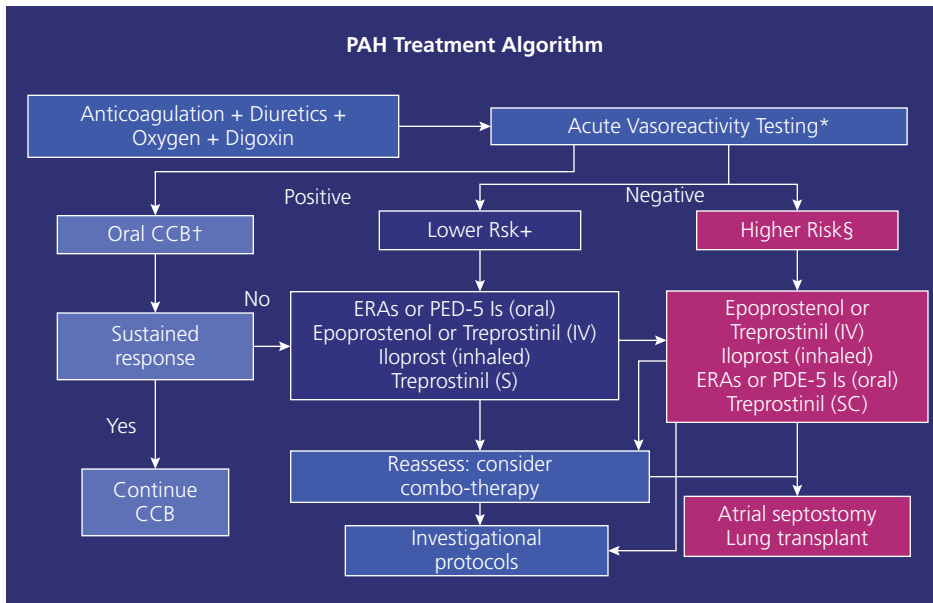 PAH Treatment Algorithm
Anticoagulation + Diuretics +
Oxygen + Digoxin
Acute Vasoreactivity Testing*
Positive
Negative
Oral CCB†
Lower Rsk+
Higher Risk§
No
Sustained
response
ERAs or PED-5 Is (oral)
Epoprostenol or Treprostinil (IV)
Iloprost (inhaled)
Treprostinil (S)
Epoprostenol or
Treprostinil (IV)
Iloprost (inhaled)
ERAs or PDE-5 Is (oral)
Treprostinil (SC)
Yes
Reassess: consider
combo-therapy
Continue
CCB
Investigational
protocols
Atrial septostomy
Lung transplant